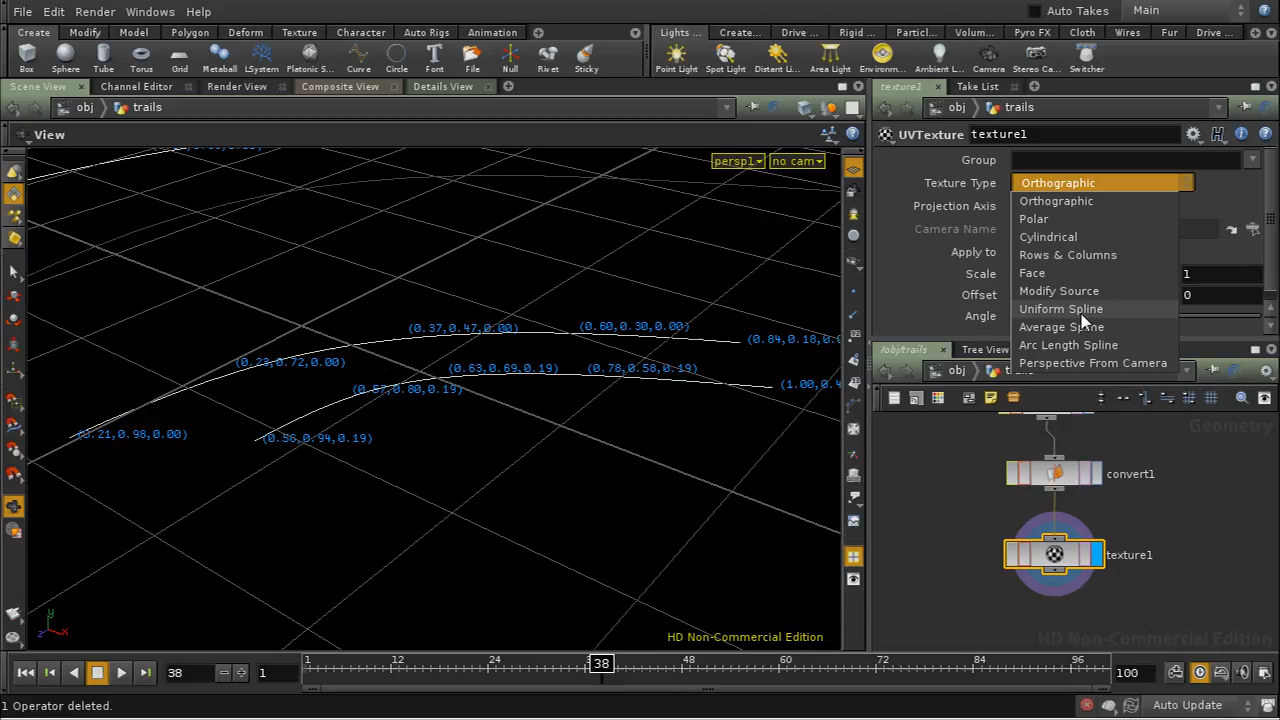 File Edit Render Windows Help Auto Takes Main
Create Modify Model Polygon Deform Texture Character Auto Rigs Animation Lights ... Create... Drive ... Rigid ... Particl... Volum... Pyro FX Cloth Wires Fur Drive ...
Box Sphere Tube Torus Grid Metaball LSystem Platonic S... Curve Circle Font File Null Rivet Sticky Point Light Spot Light Distant Li... Area Light Environm... Ambient L... Camera Stereo Ca... Switcher
Scene View Channel Editor Render View Composite View Details View texture1 Take List
obj trails obj trails
View UVTexture texture1
persp1 no cam
Group
Texture Type Orthographic
Orthographic
Projection Axis
Polar
Camera Name
Cylindrical
Apply to
Rows & Columns
Scale
Face
1
Offset
Modify Source
0
Angle
Uniform Spline
Average Spline
Arc Length Spline
Perspective From Camera
(0.37,0.47,0.00) (0.60,0.30,0.00)
(0.84,0.18,0
(0.23,0.72,0.00) (0.63,0.69,0.19) (0.78,0.58,0.19)
(0.57,0.80,0.19) (1.00,0.4
(0.21,0.98,0.00) (0.56,0.94,0.19)
/obj/trails Tree View
obj
Geometry
convert1
texture1
y
z x
HD Non-Commercial Edition
HD Non-Commercial Edition
38 1 1 12 24 38 48 60 72 84 96 100
1 Operator deleted. Auto Update